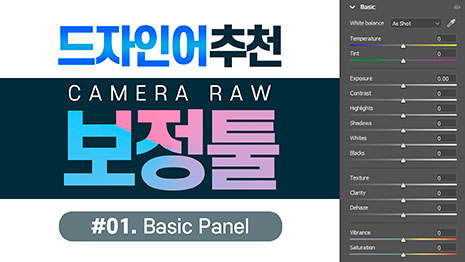 드자인어추천
CAMERA RAW
보정툴
#01. Basic Panel
Basic
White balance As Shot
Temperature 0
Tint 0
Exposure 0.00
Contrast 0
Highlights 0
Shadows 0
Whites 0
Blacks 0
Texture 0
Clarity 0
Dehaze 0
Vibrance 0
Saturation 0